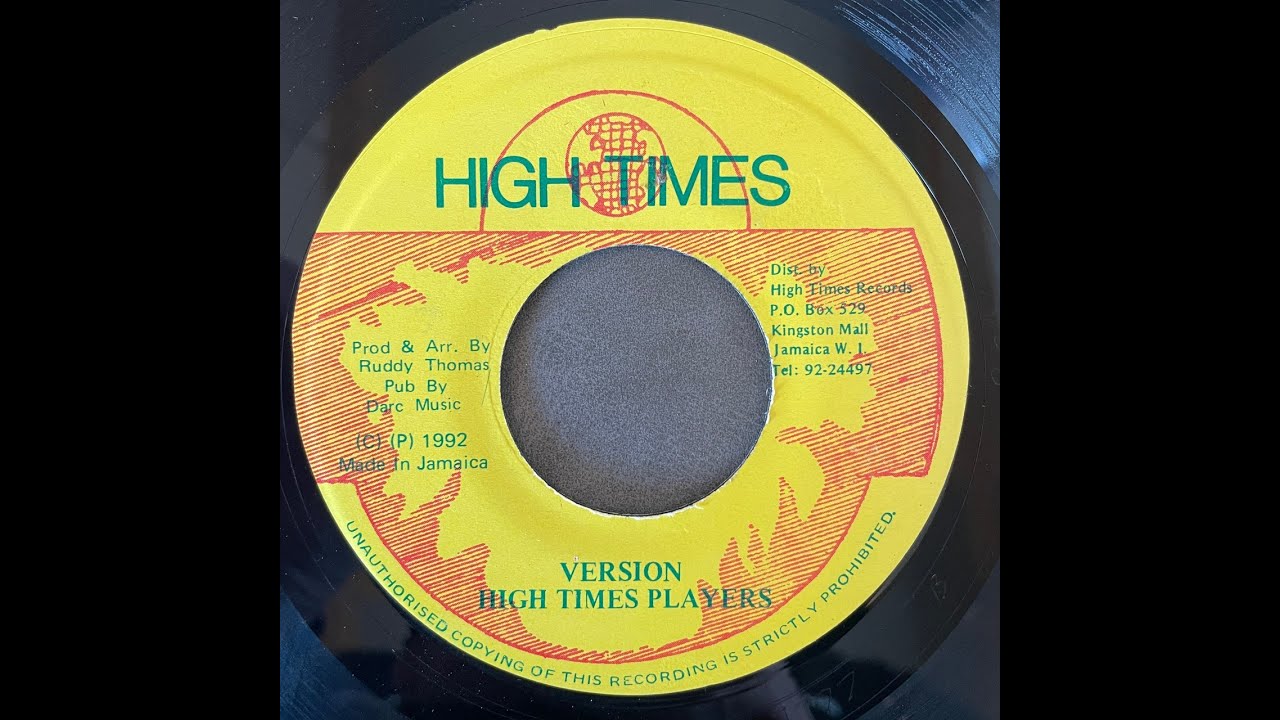 HIGH TIMES
Dist. by
High Times Records
P.O. Box 529
Kingston Mall
Jamaica W. I.
Tel: 92-24497
Prod & Arr. By
Ruddy Thomas
Pub By
Darc Music
(C) (P) 1992
Made In Jamaica
VERSION
HIGH TIMES PLAYERS
UNAUTHORISED COPYING OF THIS RECORDING IS STRICTLY PROHIBITED.